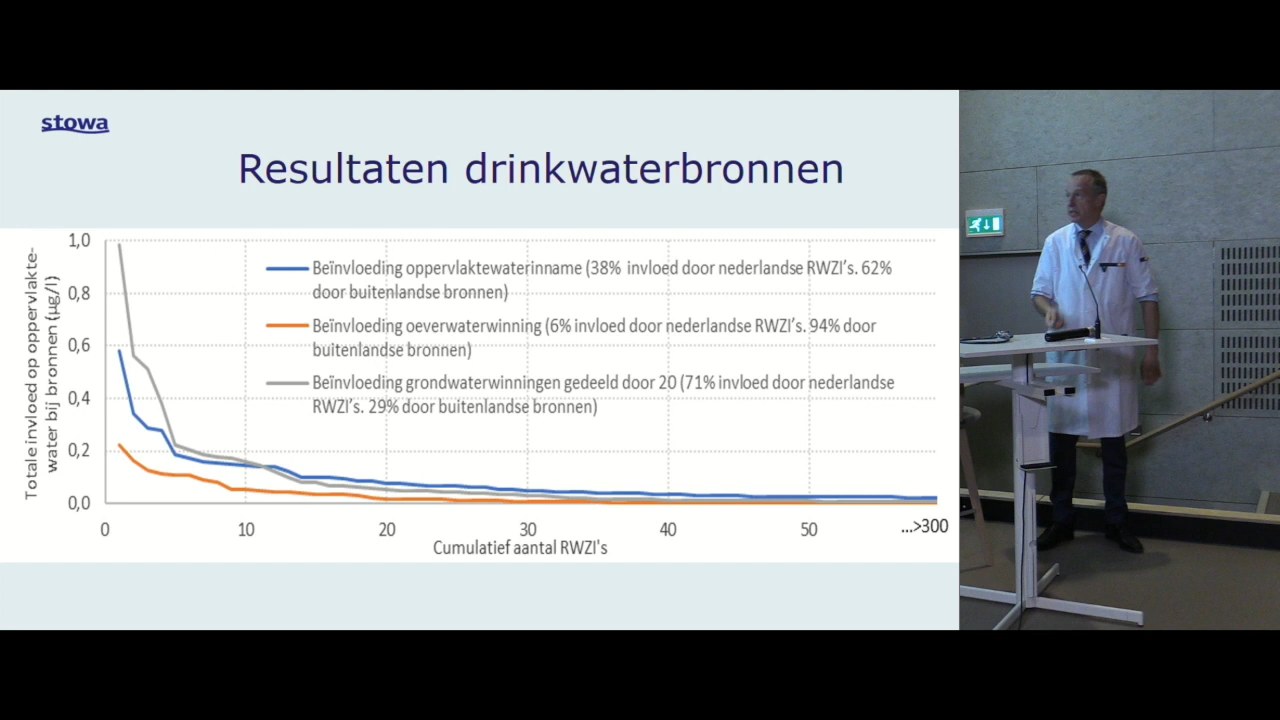 stowa
Resultaten drinkwaterbronnen
Totale invloed op oppervlakte-
water bij bronnen (µg/l)
1,0
0,8
0,6
0,4
0,2
0,0
Beïnvloeding oppervlaktewaterinname (38% invloed door nederlandse RWZI's. 62%
door buitenlandse bronnen)
Beïnvloeding oeverwaterwinning (6% invloed door nederlandse RWZI's. 94% door
buitenlandse bronnen)
Beïnvloeding grondwaterwinningen gedeeld door 20 (71% invloed door nederlandse
RWZI's. 29% door buitenlandse bronnen)
0 10 20 30 40 50 ...>300
Cumulatief aantal RWZI's